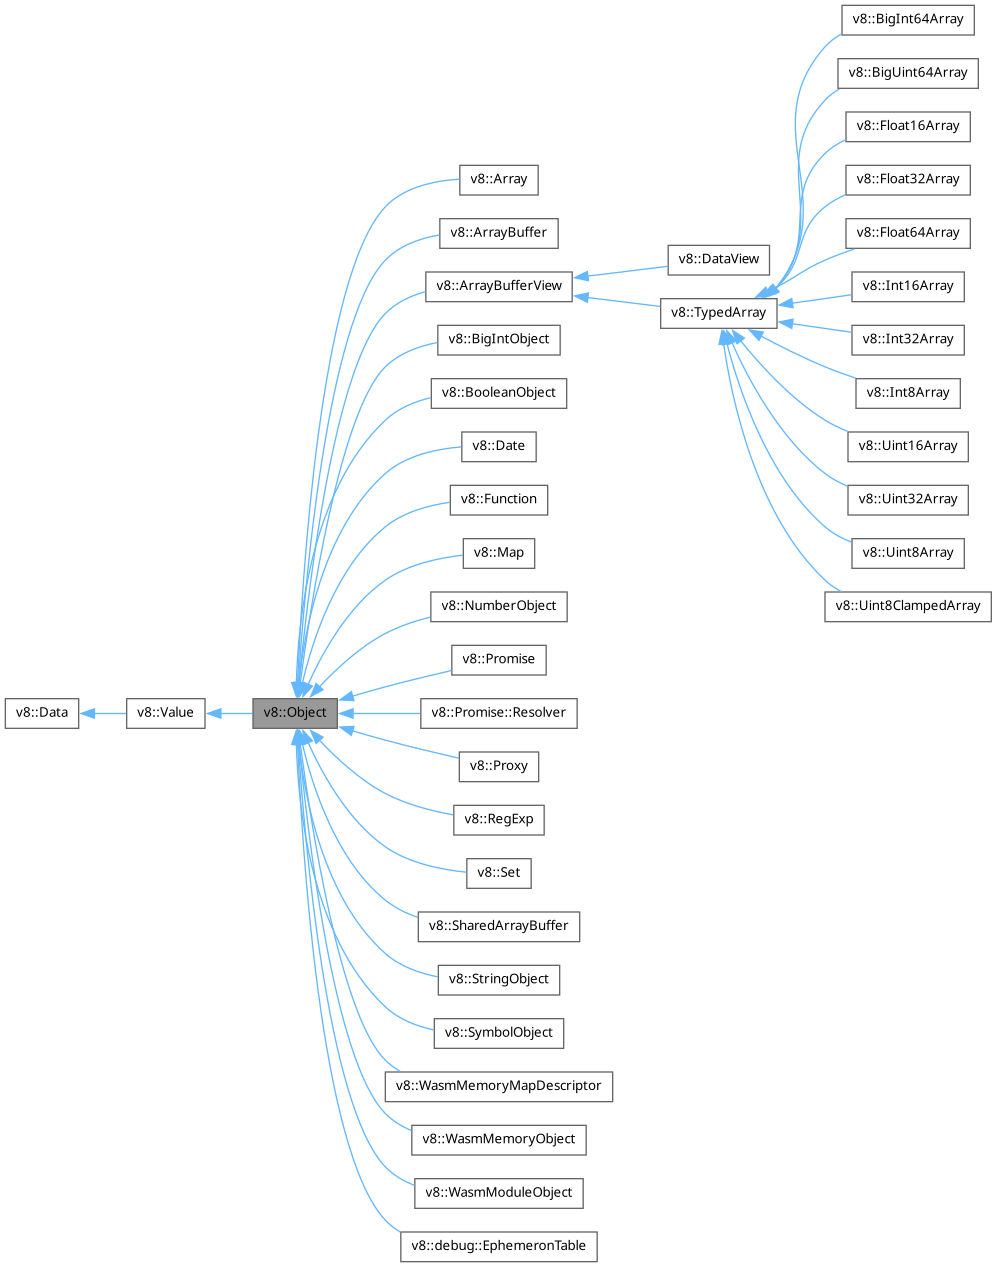 v8::Data
v8::Value
v8::Object
v8::Array
v8::ArrayBuffer
v8::ArrayBufferView
v8::BigIntObject
v8::BooleanObject
v8::Date
v8::Function
v8::Map
v8::NumberObject
v8::Promise
v8::Promise::Resolver
v8::Proxy
v8::RegExp
v8::Set
v8::SharedArrayBuffer
v8::StringObject
v8::SymbolObject
v8::WasmMemoryMapDescriptor
v8::WasmMemoryObject
v8::WasmModuleObject
v8::debug::EphemeronTable
v8::DataView
v8::TypedArray
v8::BigInt64Array
v8::BigUint64Array
v8::Float16Array
v8::Float32Array
v8::Float64Array
v8::Int16Array
v8::Int32Array
v8::Int8Array
v8::Uint16Array
v8::Uint32Array
v8::Uint8Array
v8::Uint8ClampedArray